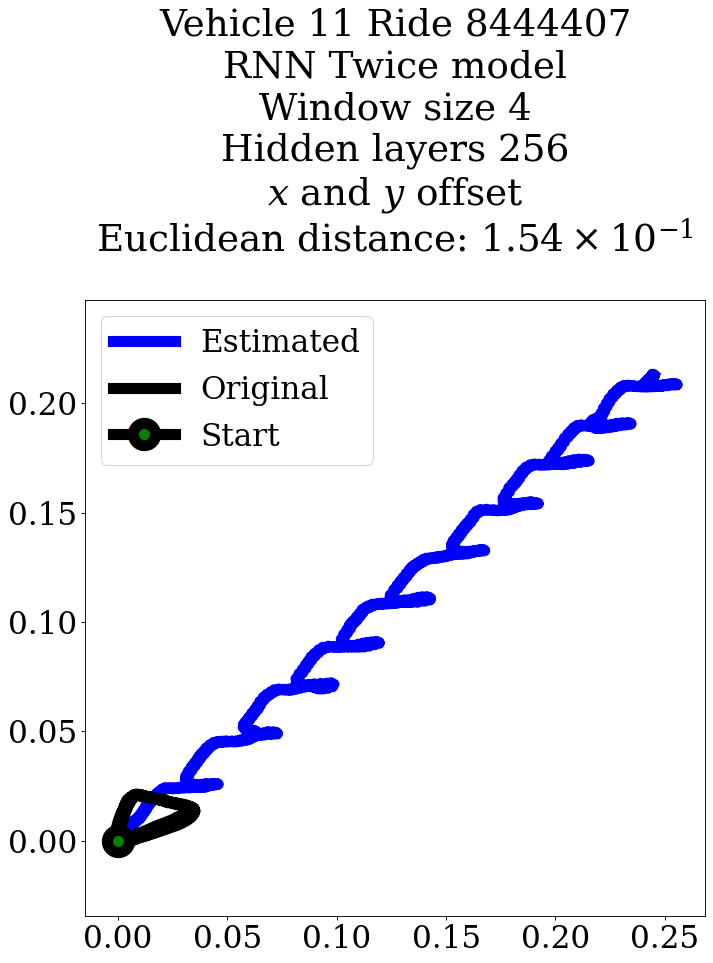 Vehicle 11 Ride 8444407
RNN Twice model
Window size 4
Hidden layers 256
x and y offset
Euclidean distance: 1.54 × 10⁻¹
Estimated
Original
Start
0.20
0.15
0.10
0.05
0.00
0.00 0.05 0.10 0.15 0.20 0.25